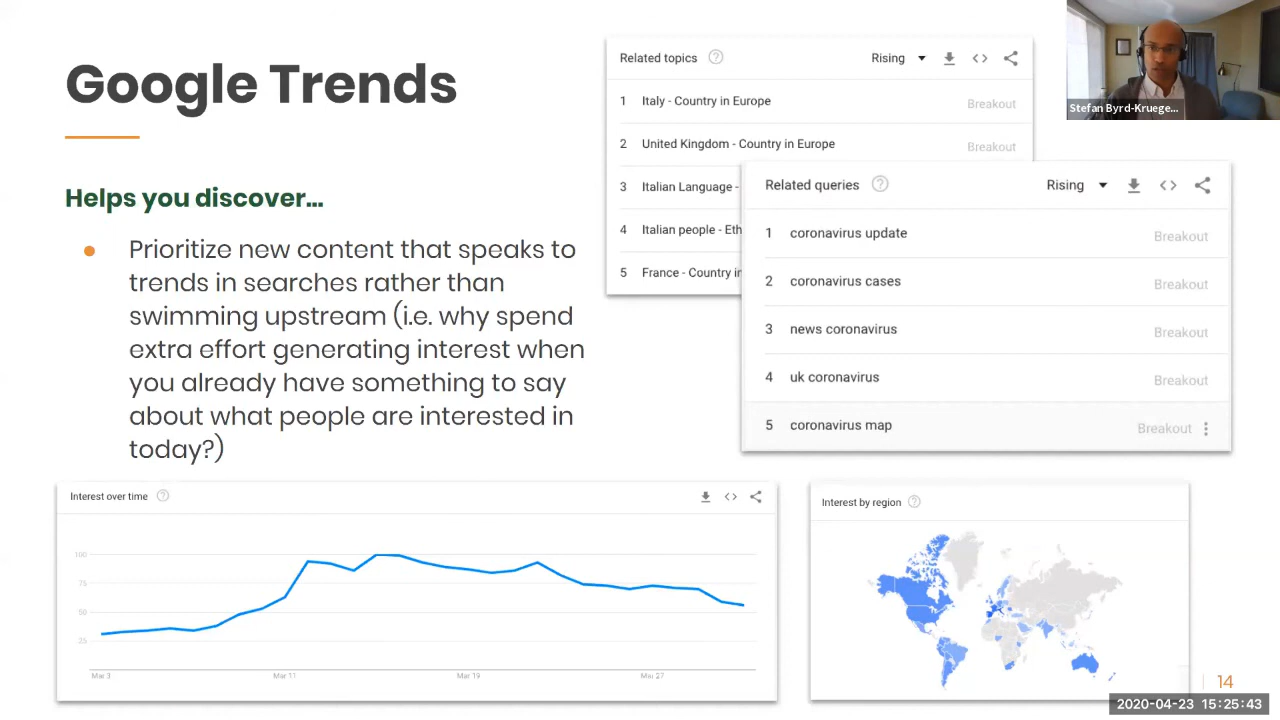 Google Trends
Helps you discover...
● Prioritize new content that speaks to
trends in searches rather than
swimming upstream (i.e. why spend
extra effort generating interest when
you already have something to say
about what people are interested in
today?)
Related topics ?
Rising
1 Italy - Country in Europe Breakout
2 United Kingdom - Country in Europe Breakout
3 Italian Language -
4 Italian people - Eth
5 France - Country in
Related queries ?
Rising
1 coronavirus update Breakout
2 coronavirus cases Breakout
3 news coronavirus Breakout
4 uk coronavirus Breakout
5 coronavirus map Breakout
Stefan Byrd-Kruege...
Interest over time ?
100
75
50
25
Mar 3 Mar 11 Mar 19 Mar 27
Interest by region ?
14
2020-04-23 15:25:43